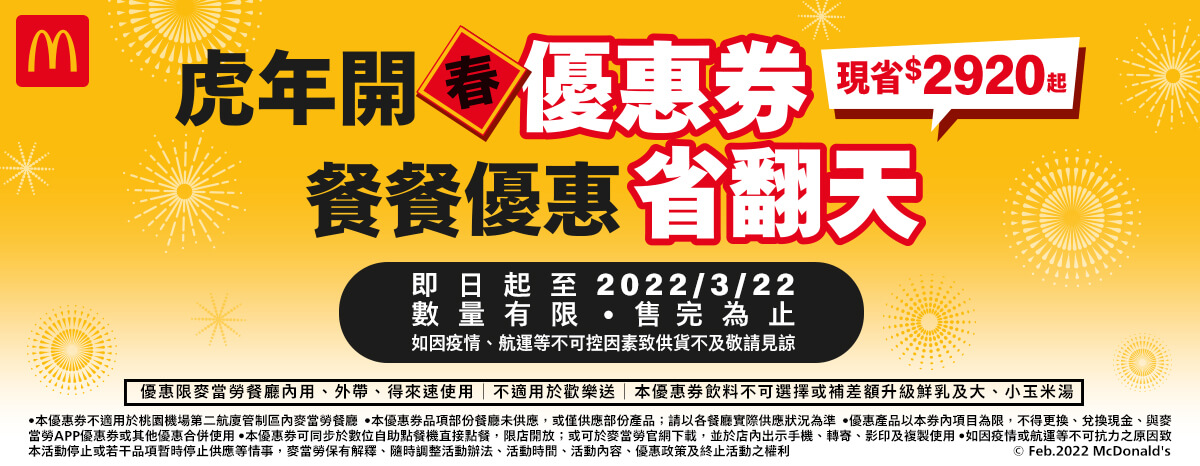 虎年開春優惠券 現省$2920起
餐餐優惠省翻天
即日起至2022/3/22
數量有限•售完為止
如因疫情、航運等不可控因素致供貨不及敬請見諒
優惠限麥當勞餐廳內用、外帶、得來速使用｜不適用於歡樂送｜本優惠券飲料不可選擇或補差額升級鮮乳及大、小玉米湯
•本優惠券不適用於桃園機場第二航廈管制區內麥當勞餐廳 •本優惠券品項部份餐廳未供應，或僅供應部份產品；請以各餐廳實際供應狀況為準 •優惠產品以本券內項目為限，不得更換、兌換現金、與麥
當勞APP優惠券或其他優惠合併使用 •本優惠券可同步於數位自助點餐機直接點餐，限店開放；或可於麥當勞官網下載，並於店內出示手機、轉寄、影印及複製使用 •如因疫情或航運等不可抗力之原因致
本活動停止或若干品項暫時停止供應等情事，麥當勞保有解釋、隨時調整活動辦法、活動時間、活動內容、優惠政策及終止活動之權利
© Feb.2022 McDonald's